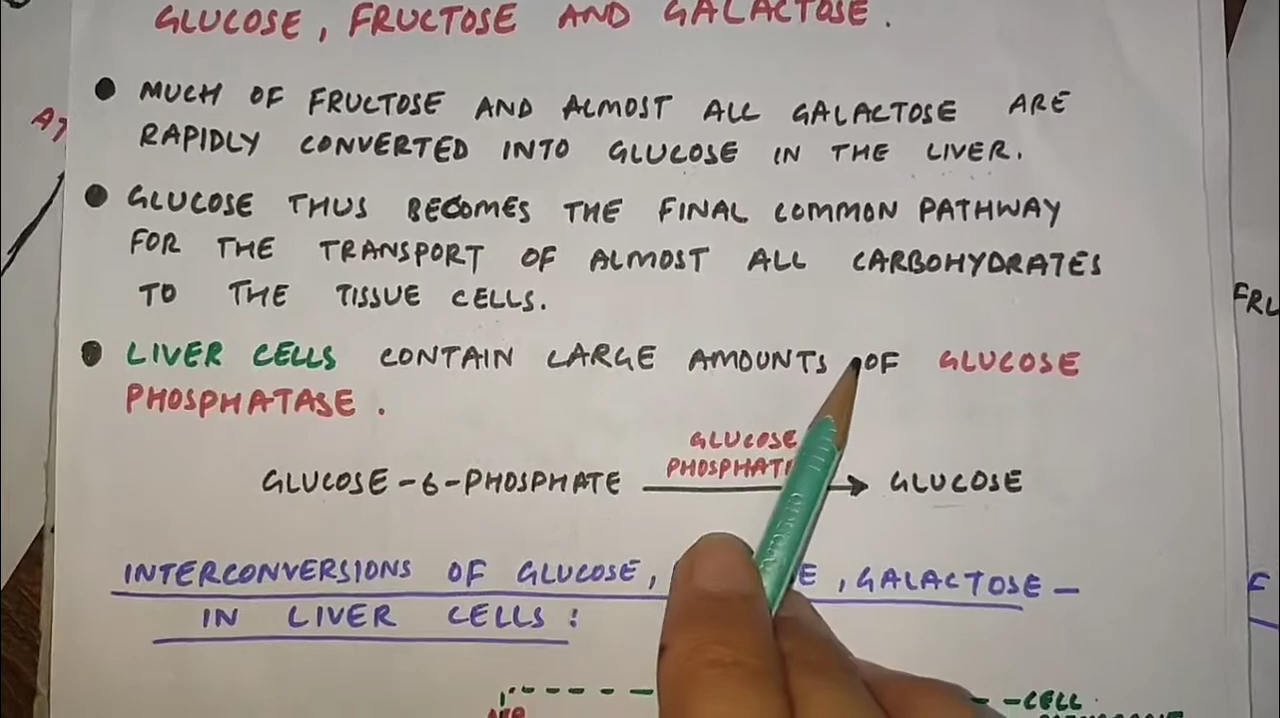 GLUCOSE, FRUCTOSE AND GALACTOSE.
● MUCH OF FRUCTOSE AND ALMOST ALL GALACTOSE ARE
RAPIDLY CONVERTED INTO GLUCOSE IN THE LIVER.
● GLUCOSE THUS BECOMES THE FINAL COMMON PATHWAY
FOR THE TRANSPORT OF ALMOST ALL CARBOHYDRATES
TO THE TISSUE CELLS.
● LIVER CELLS CONTAIN LARGE AMOUNTS OF GLUCOSE
PHOSPHATASE.
GLUCOSE
GLUCOSE-6-PHOSPHATE → GLUCOSE
INTERCONVERSIONS OF GLUCOSE, , GALACTOSE -
IN LIVER CELLS:
-CELL